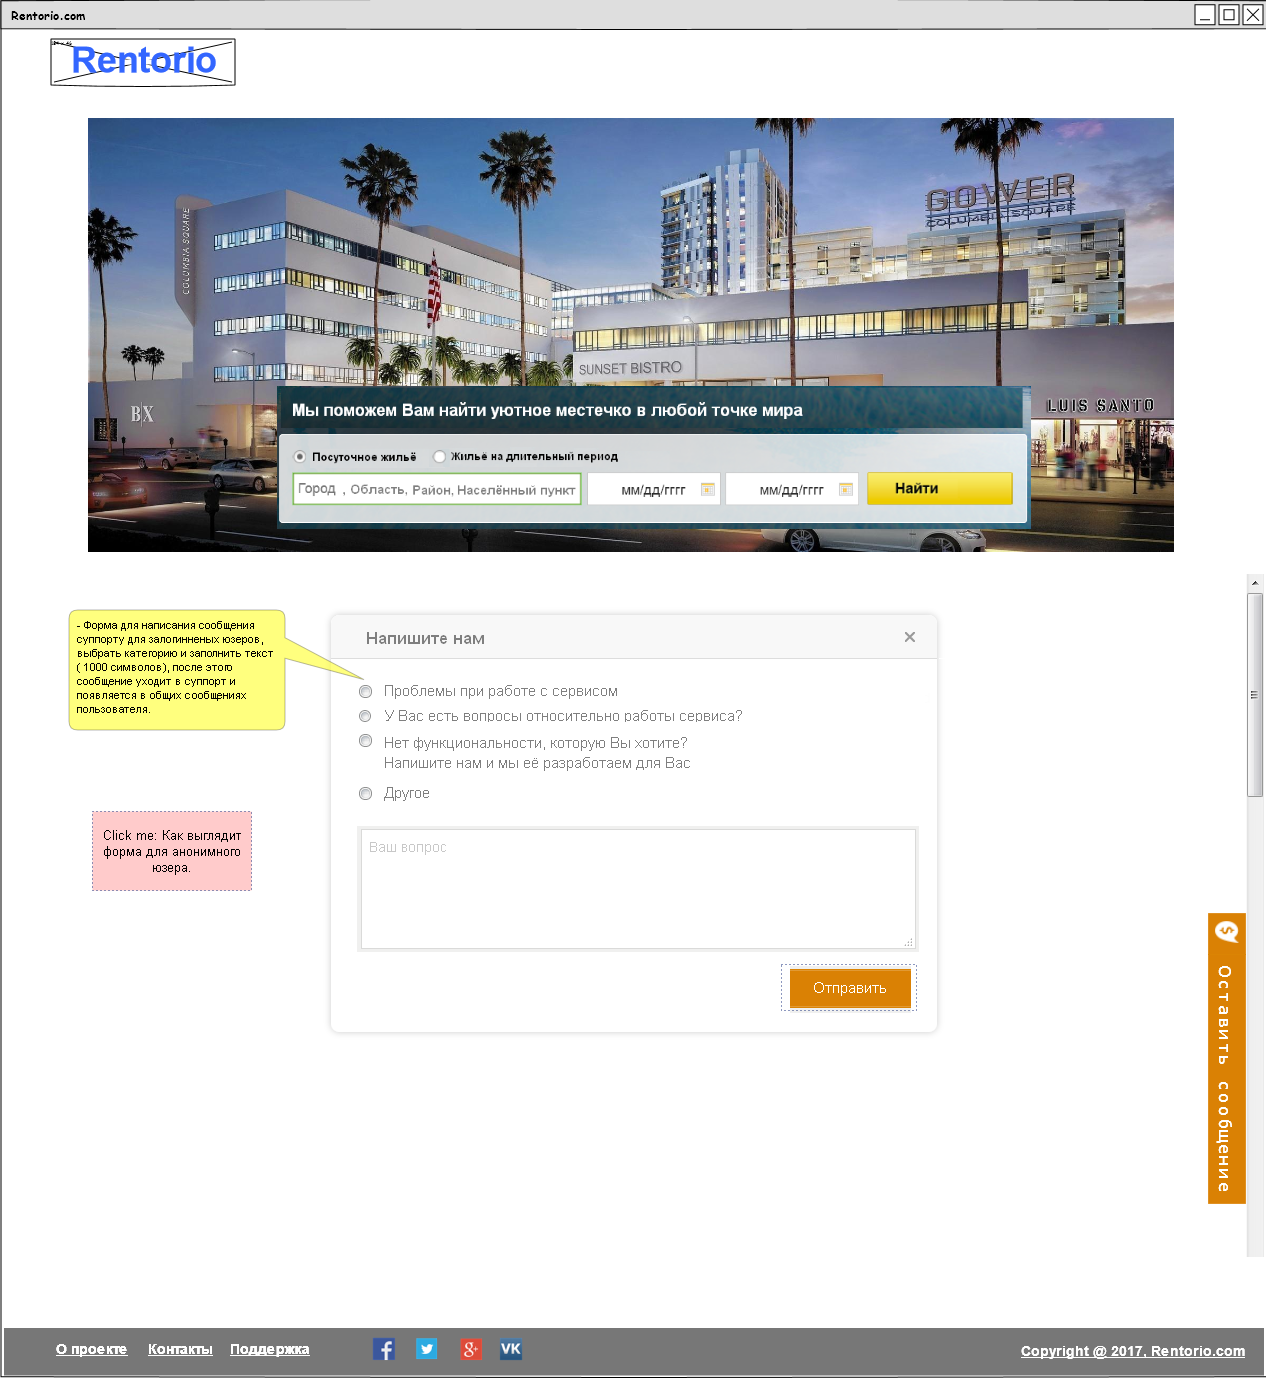 Rentorio.com
Rentorio
COLUMBIA SQUARE
GOWER
COLUMBIA SQUARE
SUNSET BISTRO
B|X
LUIS SANTO
Мы поможем Вам найти уютное местечко в любой точке мира
Посуточное жильё
Жильё на длительный период
Город , Область, Район, Населённый пункт
мм/дд/гггг
мм/дд/гггг
Найти
- Форма для написания сообщения
суппорту для залогинненых юзеров,
выбрать категорию и заполнить текст
( 1000 символов), после этого
сообщение уходит в суппорт и
появляется в общих сообщениях
пользователя.
Напишите нам
Проблемы при работе с сервисом
У Вас есть вопросы относительно работы сервиса?
Нет функциональности, которую Вы хотите?
Напишите нам и мы её разработаем для Вас
Другое
Ваш вопрос
Отправить
Click me: Как выглядит
форма для анонимного
юзера.
Оставить сообщение
О проекте
Контакты
Поддержка
Copyright @ 2017, Rentorio.com